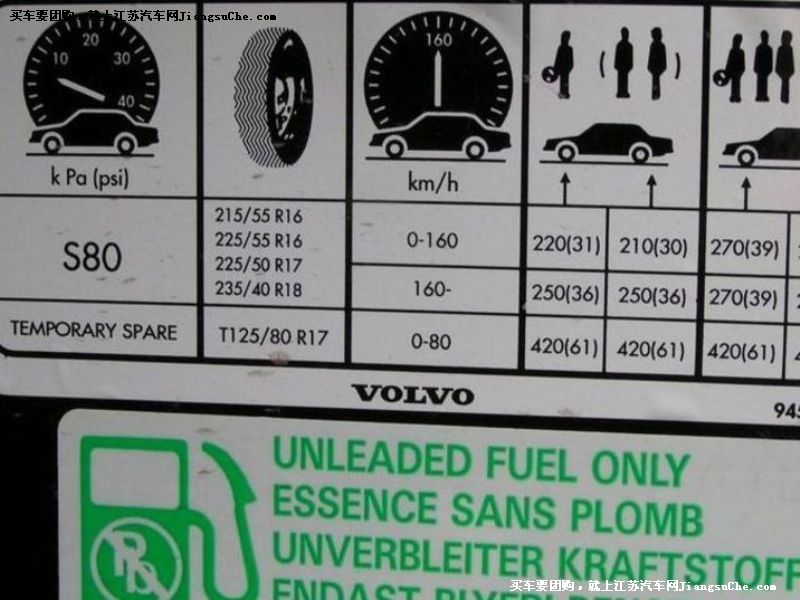 买车要团购，就上江苏汽车网JiangsuChe.com
10 20 30 40
160
k Pa (psi)
km/h
S80
215/55 R16
225/55 R16
225/50 R17
235/40 R18
0-160
220(31) 210(30) 270(39)
160-
250(36) 250(36) 270(39)
TEMPORARY SPARE
T125/80 R17
0-80
420(61) 420(61) 420(61)
VOLVO
945
UNLEADED FUEL ONLY
ESSENCE SANS PLOMB
UNVERBLEITER KRAFTSTOFF
Pb
ENDAST
买车要团购，就上江苏汽车网JiangsuChe.com